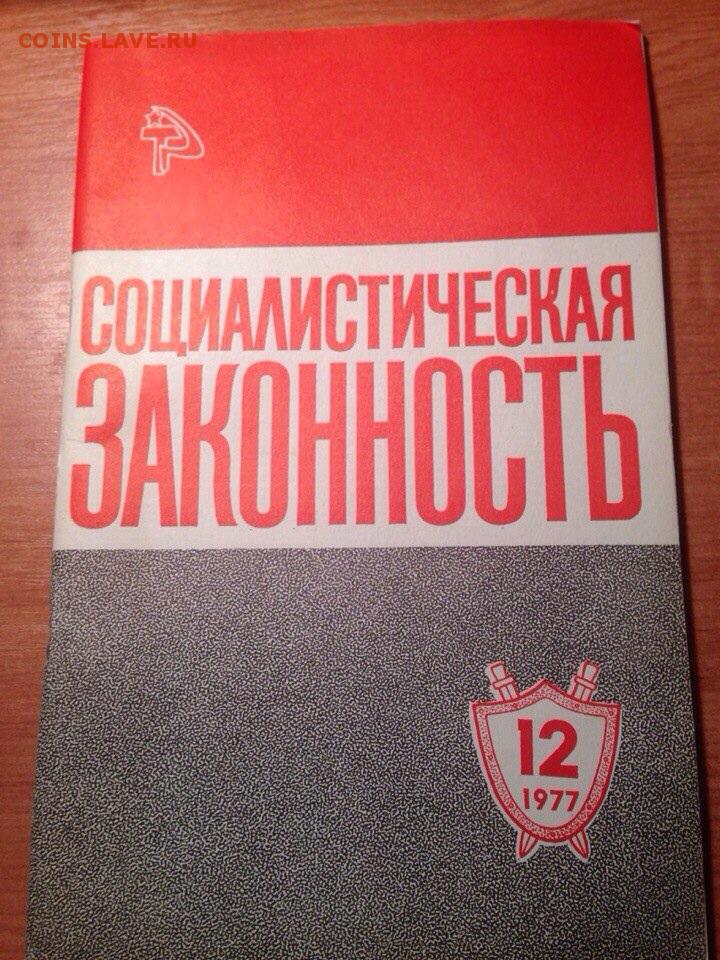 COINS.LAVE.RU
СОЦИАЛИСТИЧЕСКАЯ
ЗАКОННОСТЬ
12
1977